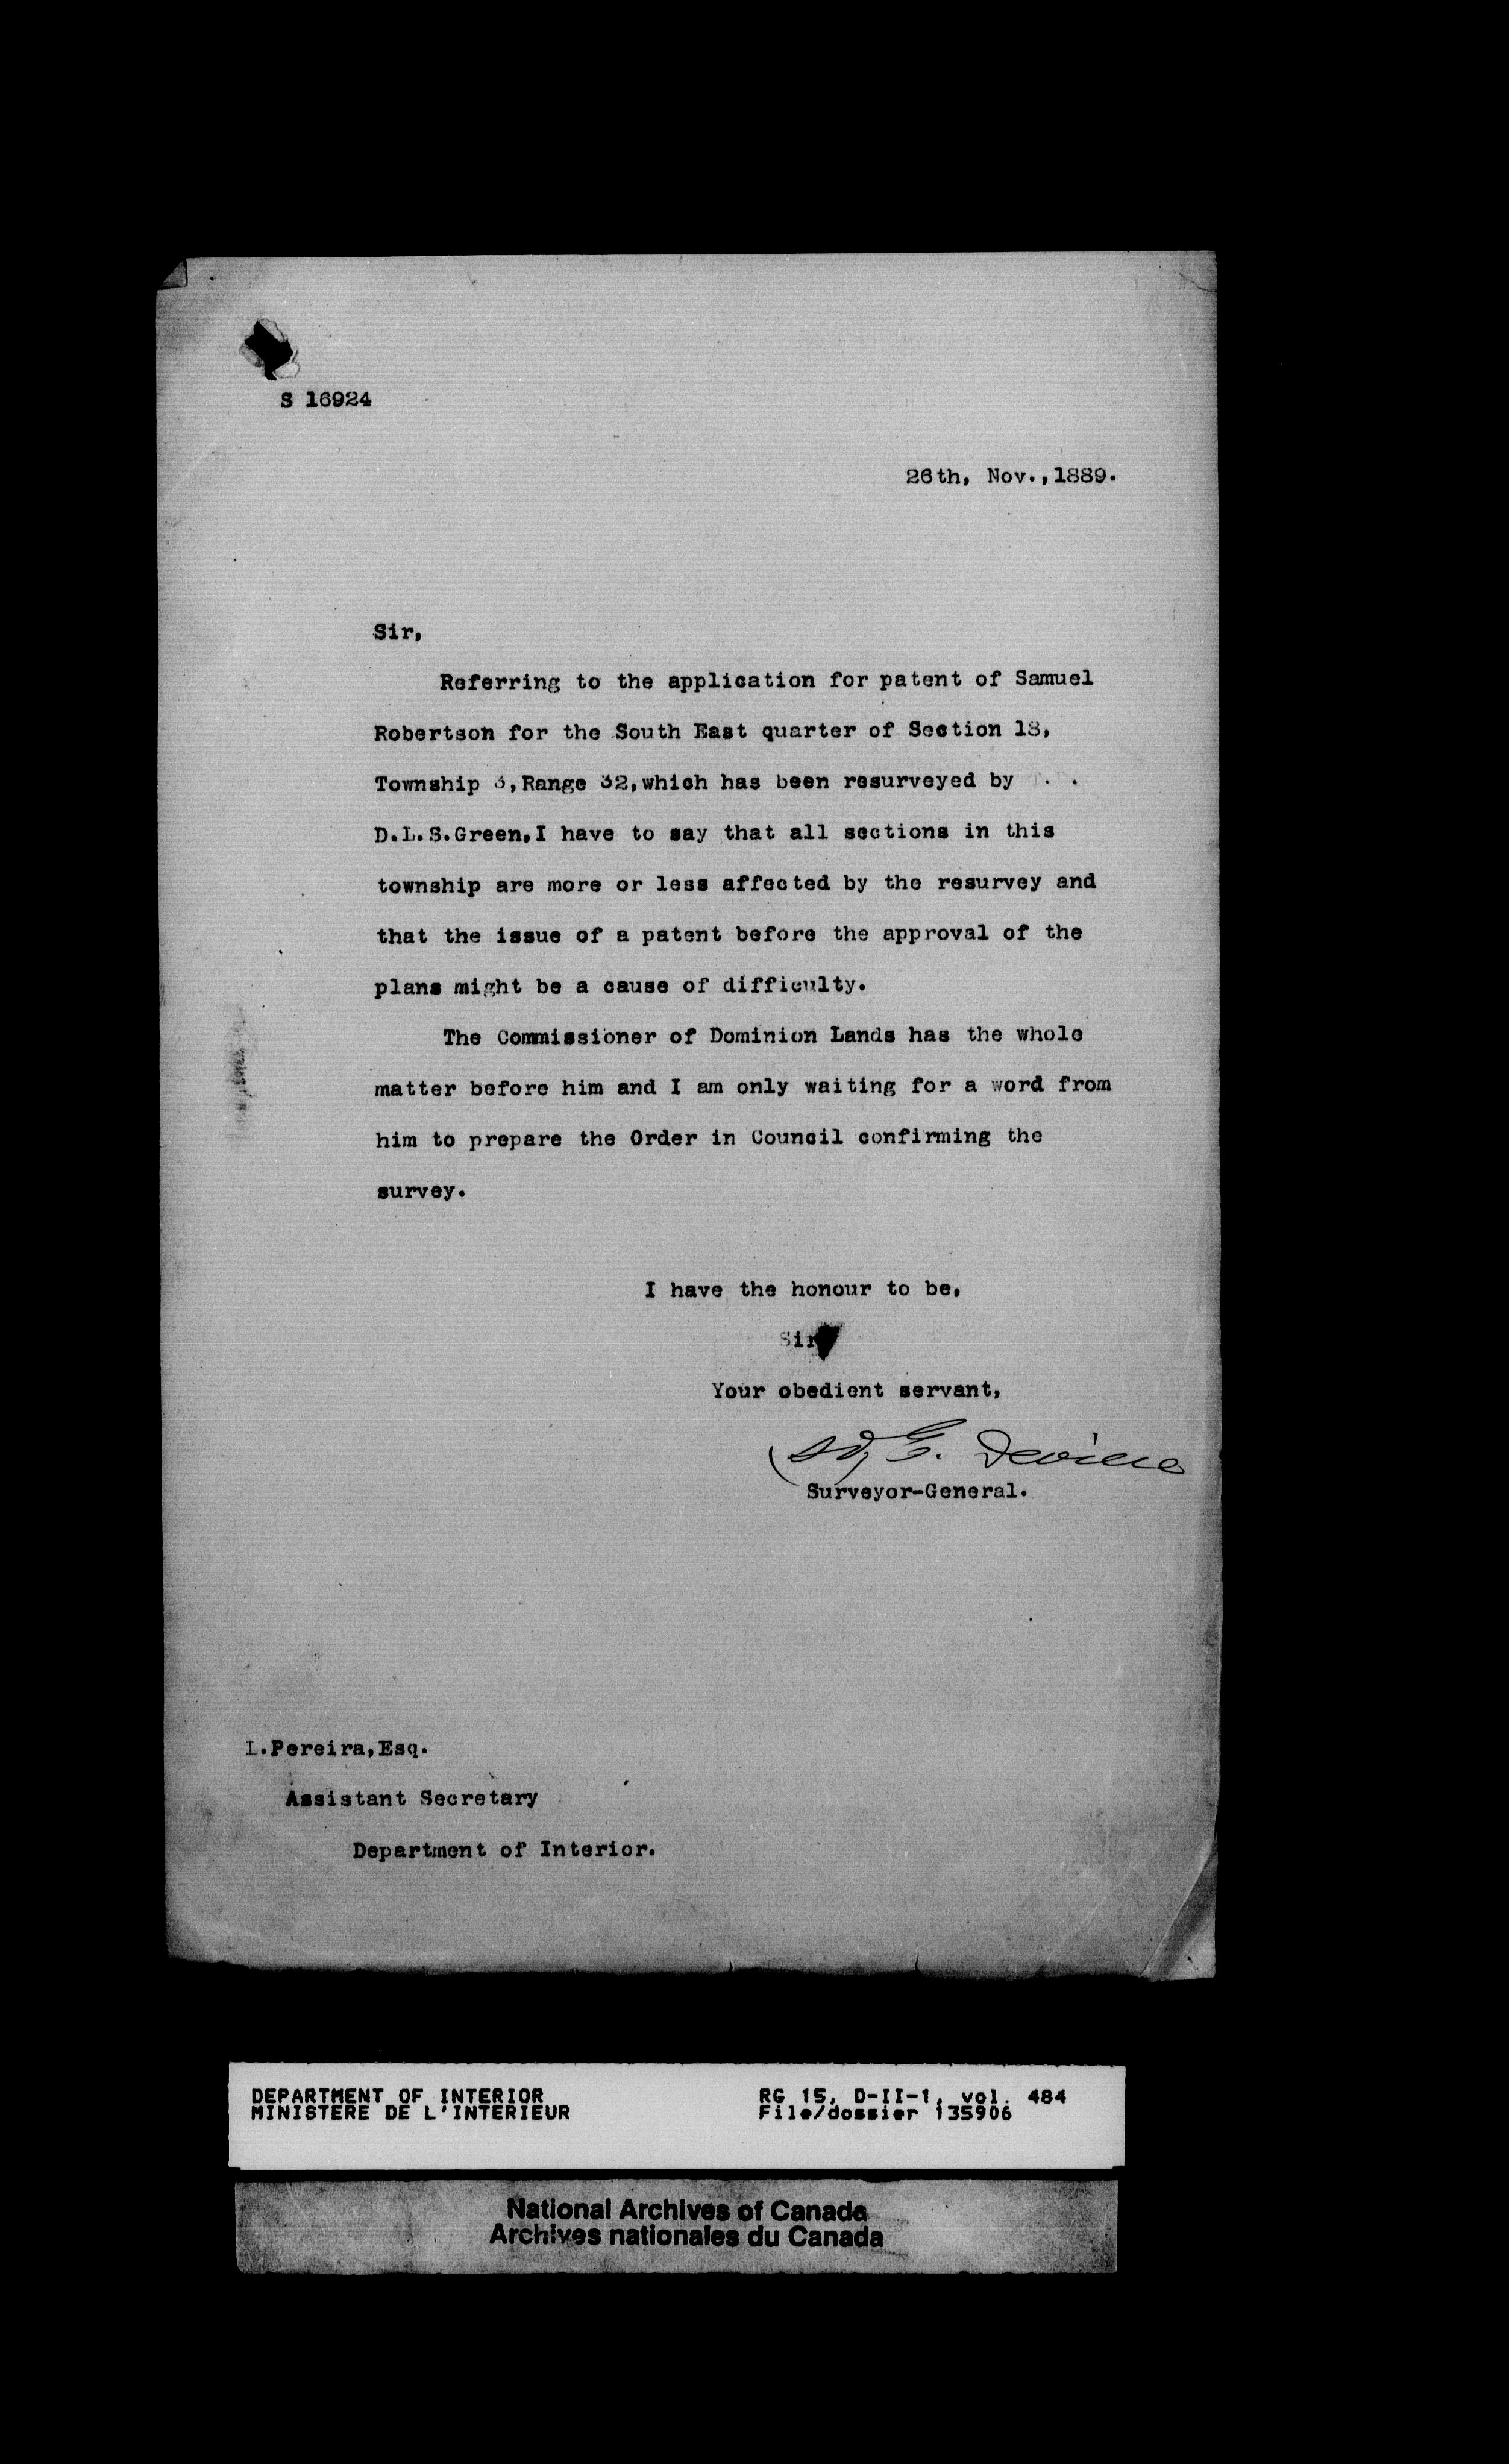 S 16924
26th, Nov.,1889.
Sir,
Referring to the application for patent of Samuel
Robertson for the South East quarter of Section 18,
Township 3,Range 32,which has been resurveyed by
D.L.S.Green,I have to say that all sections in this
township are more or less affected by the resurvey and
that the issue of a patent before the approval of the
plans might be a cause of difficulty.
The Commissioner of Dominion Lands has the whole
matter before him and I am only waiting for a word from
him to prepare the Order in Council confirming the
survey.
I have the honour to be,
Sir
Your obedient servant,
(sd) E. Deville
Surveyor-General.
L.Pereira,Esq.
Assistant Secretary
Department of Interior.
DEPARTMENT OF INTERIOR
MINISTERE DE L'INTERIEUR
RG 15, D-II-1, vol. 484
File/dossier 135906
National Archives of Canada
Archives nationales du Canada